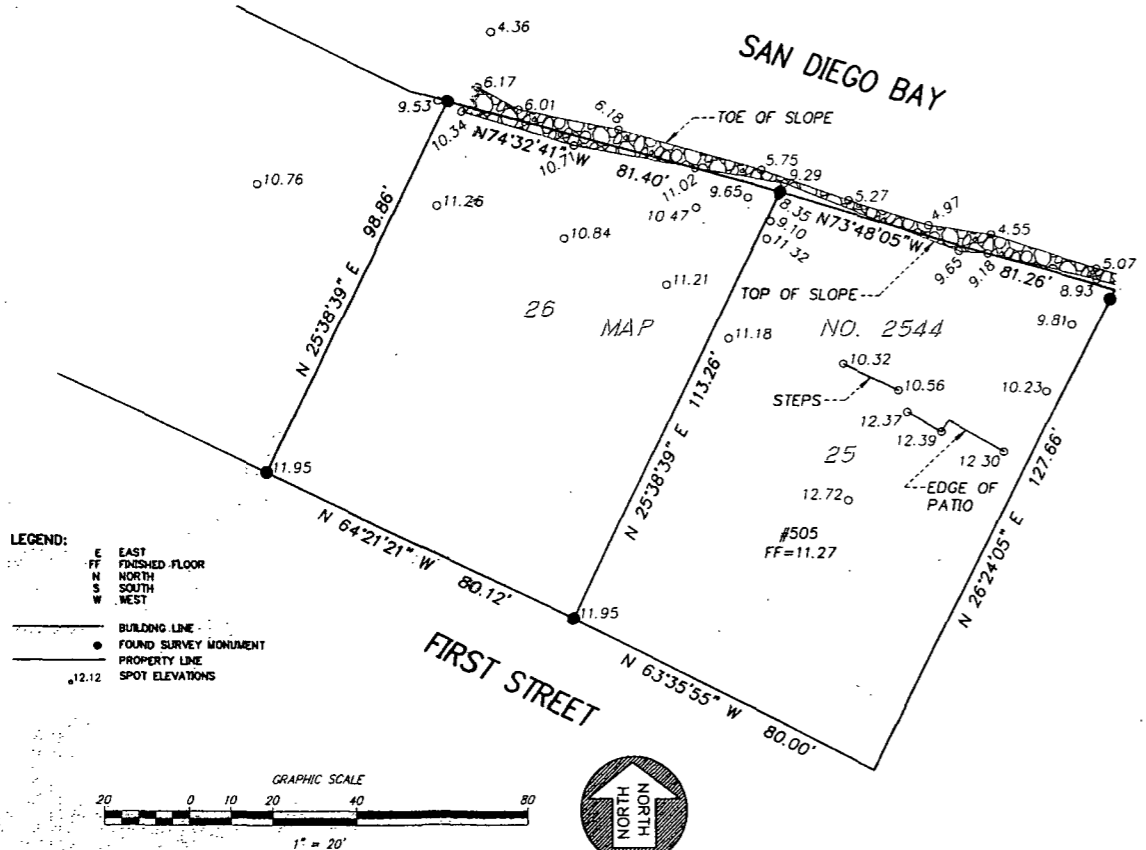 SAN DIEGO BAY
4.36
6.17
9.53
6.01
6.18
TOE OF SLOPE
10.34
N74°32'41" W
10.71
81.40'
11.02
5.75
9.29
9.65
8.35
5.27
4.97
4.55
5.07
10.76
11.26
10.47
9.10
N73°48'05"W
9.65
9.18
81.26'
8.93
98.86'
10.84
11.32
11.21
TOP OF SLOPE
26
MAP
NO. 2544
9.81
N 25°38'39" E
11.18
113.26'
10.32
STEPS
10.56
10.23
12.37
12.39
12.30
EDGE OF
PATIO
25
127.66'
N 25°38'39" E
12.72
#505
FF=11.27
N 26°24'05" E
11.95
N 64°21'21" W
80.12'
11.95
N 63°35'55" W
80.00'
FIRST STREET
LEGEND:
E EAST
FF FINISHED FLOOR
N NORTH
S SOUTH
W WEST
BUILDING LINE
FOUND SURVEY MONUMENT
PROPERTY LINE
12.12 SPOT ELEVATIONS
GRAPHIC SCALE
20 0 10 20 40 80
1" = 20'
NORTH
NORTH